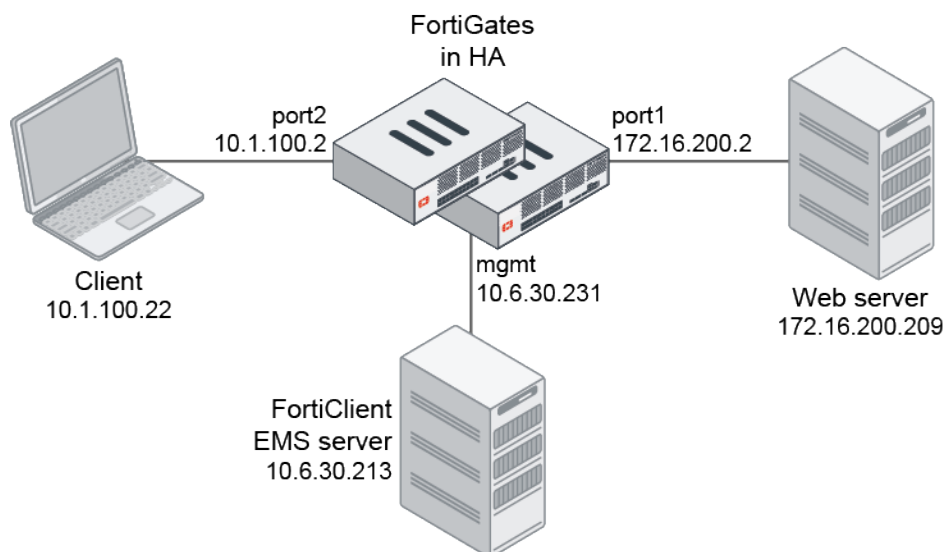 FortiGates
in HA
port2
10.1.100.2
port1
172.16.200.2
Client
10.1.100.22
mgmt
10.6.30.231
Web server
172.16.200.209
FortiClient
EMS server
10.6.30.213